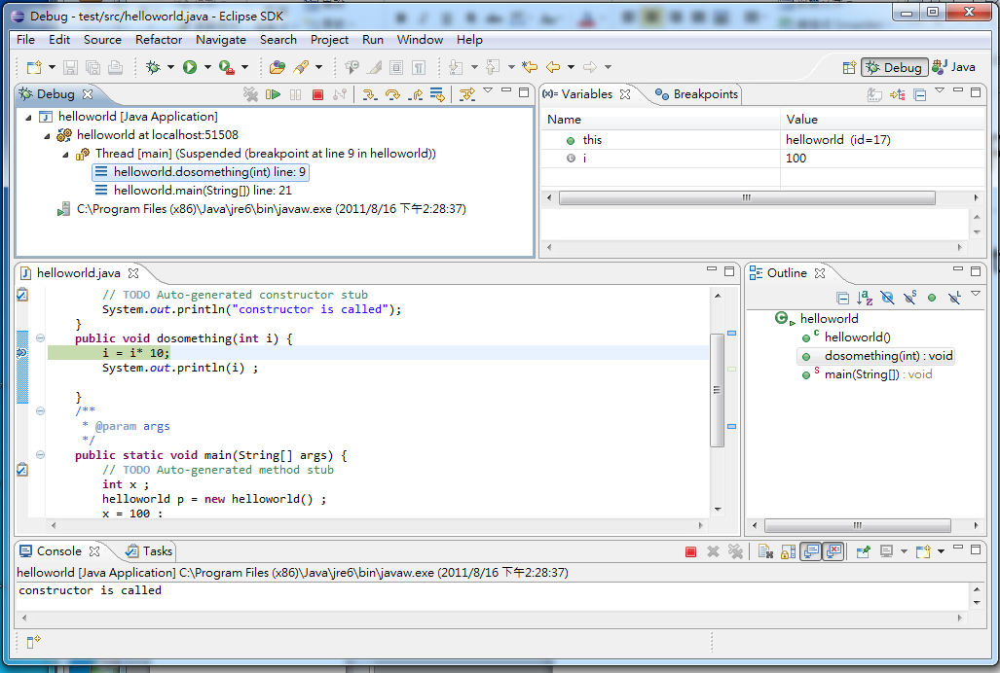 Debug - test/src/helloworld.java - Eclipse SDK
File Edit Source Refactor Navigate Search Project Run Window Help
Debug Java
Debug
helloworld [Java Application]
helloworld at localhost:51508
Thread [main] (Suspended (breakpoint at line 9 in helloworld))
helloworld.dosomething(int) line: 9
helloworld.main(String[]) line: 21
C:\Program Files (x86)\Java\jre6\bin\javaw.exe (2011/8/16 下午2:28:37)
(x)= Variables Breakpoints
Name Value
this helloworld (id=17)
i 100
helloworld.java
// TODO Auto-generated constructor stub
System.out.println("constructor is called");
}
public void dosomething(int i) {
i = i* 10;
System.out.println(i) ;
}
/**
* @param args
*/
public static void main(String[] args) {
// TODO Auto-generated method stub
int x ;
helloworld p = new helloworld() ;
x = 100 ;
Outline
helloworld
helloworld()
dosomething(int) : void
main(String[]) : void
Console Tasks
helloworld [Java Application] C:\Program Files (x86)\Java\jre6\bin\javaw.exe (2011/8/16 下午2:28:37)
constructor is called